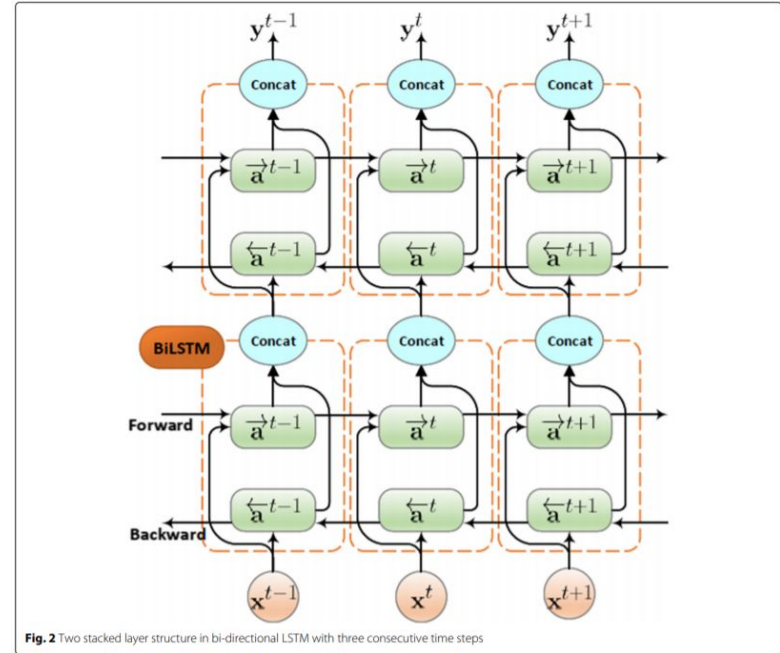 y^{t-1} y^{t} y^{t+1}
Concat Concat Concat
→a^{t-1} →a^{t} →a^{t+1}
←a^{t-1} ←a^{t} ←a^{t+1}
BiLSTM Concat Concat Concat
Forward →a^{t-1} →a^{t} →a^{t+1}
←a^{t-1} ←a^{t} ←a^{t+1}
Backward
x^{t-1} x^{t} x^{t+1}
Fig. 2 Two stacked layer structure in bi-directional LSTM with three consecutive time steps